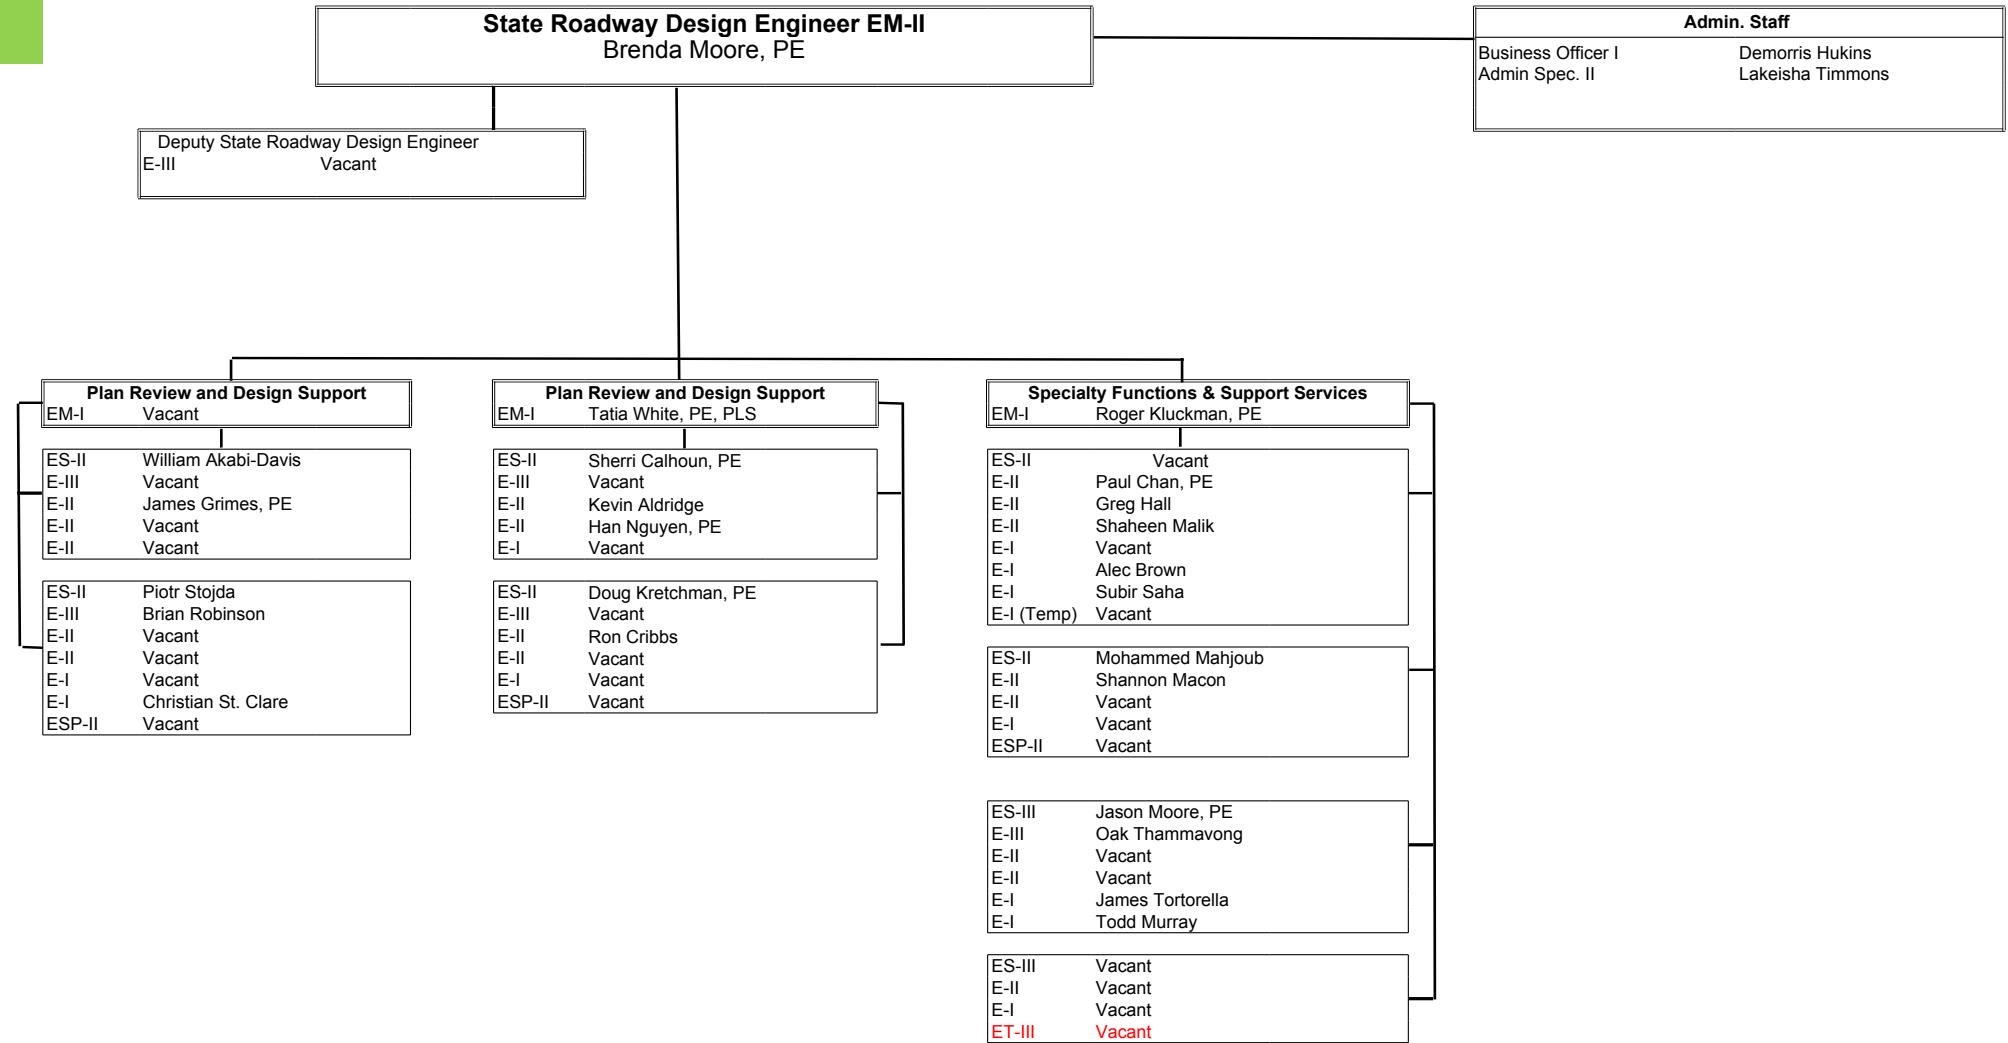 State Roadway Design Engineer EM-II
Brenda Moore, PE
Admin. Staff
Business Officer I Demorris Hukins
Admin Spec. II Lakeisha Timmons
Deputy State Roadway Design Engineer
E-III Vacant
Plan Review and Design Support
EM-I Vacant
ES-II William Akabi-Davis
E-III Vacant
E-II James Grimes, PE
E-II Vacant
E-II Vacant
ES-II Piotr Stojda
E-III Brian Robinson
E-II Vacant
E-II Vacant
E-I Vacant
E-I Christian St. Clare
ESP-II Vacant
Plan Review and Design Support
EM-I Tatia White, PE, PLS
ES-II Sherri Calhoun, PE
E-III Vacant
E-II Kevin Aldridge
E-II Han Nguyen, PE
E-I Vacant
ES-II Doug Kretchman, PE
E-III Vacant
E-II Ron Cribbs
E-II Vacant
E-I Vacant
ESP-II Vacant
Specialty Functions & Support Services
EM-I Roger Kluckman, PE
ES-II Vacant
E-II Paul Chan, PE
E-II Greg Hall
E-II Shaheen Malik
E-I Vacant
E-I Alec Brown
E-I Subir Saha
E-I (Temp) Vacant
ES-II Mohammed Mahjoub
E-II Shannon Macon
E-II Vacant
E-I Vacant
ESP-II Vacant
ES-III Jason Moore, PE
E-III Oak Thammavong
E-II Vacant
E-II Vacant
E-I James Tortorella
E-I Todd Murray
ES-III Vacant
E-II Vacant
E-I Vacant
ET-III Vacant